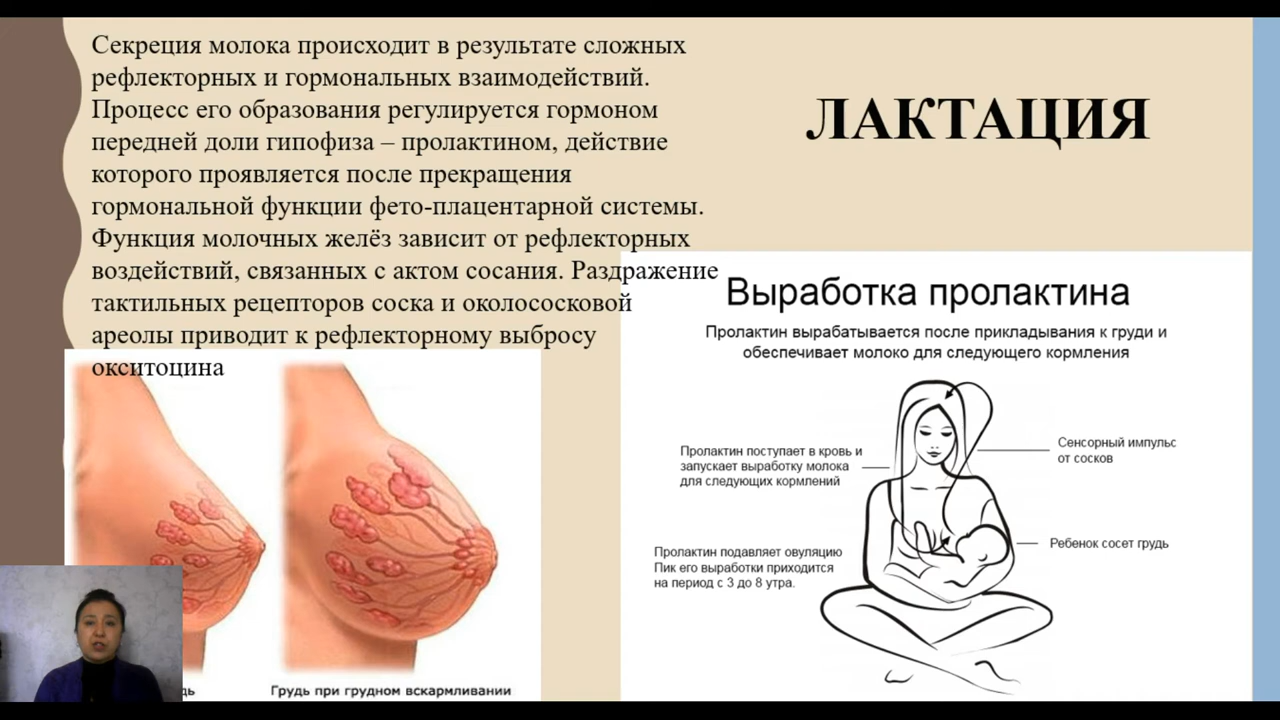 Секреция молока происходит в результате сложных
рефлекторных и гормональных взаимодействий.
Процесс его образования регулируется гормоном
передней доли гипофиза – пролактином, действие
которого проявляется после прекращения
гормональной функции фето-плацентарной системы.
Функция молочных желёз зависит от рефлекторных
воздействий, связанных с актом сосания. Раздражение
тактильных рецепторов соска и околососковой
ареолы приводит к рефлекторному выбросу
окситоцина
ЛАКТАЦИЯ
Выработка пролактина
Пролактин вырабатывается после прикладывания к груди и
обеспечивает молоко для следующего кормления
Пролактин поступает в кровь и
запускает выработку молока
для следующих кормлений
Сенсорный импульс
от сосков
Ребенок сосет грудь
Пролактин подавляет овуляцию
Пик его выработки приходится
на период с 3 до 8 утра.
Грудь при грудном вскармливании